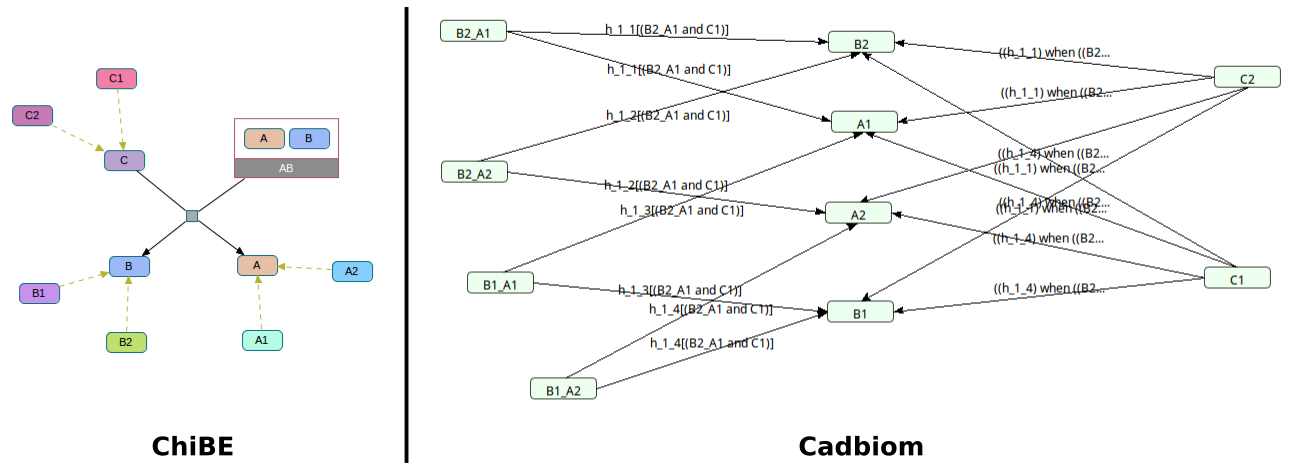 C1
C2
A B
C
AB
B
A
A2
B1
B2
A1
ChiBE
B2_A1
h_1_1[(B2_A1 and C1)]
B2
((h_1_1) when ((B2...
h_1_1[(B2_A1 and C1)]
C2
((h_1_1) when ((B2...
h_1_2[(B2_A1 and C1)]
A1
((h_1_4) when ((B2...
((h_1_1) when ((B2...
B2_A2
h_1_2[(B2_A1 and C1)]
((h_1_4) when ((B2...
((h_1_1) when ((B2...
h_1_3[(B2_A1 and C1)]
A2
((h_1_4) when ((B2...
B1_A1
C1
h_1_3[(B2_A1 and C1)]
((h_1_4) when ((B2...
h_1_4[(B2_A1 and C1)]
B1
h_1_4[(B2_A1 and C1)]
B1_A2
Cadbiom